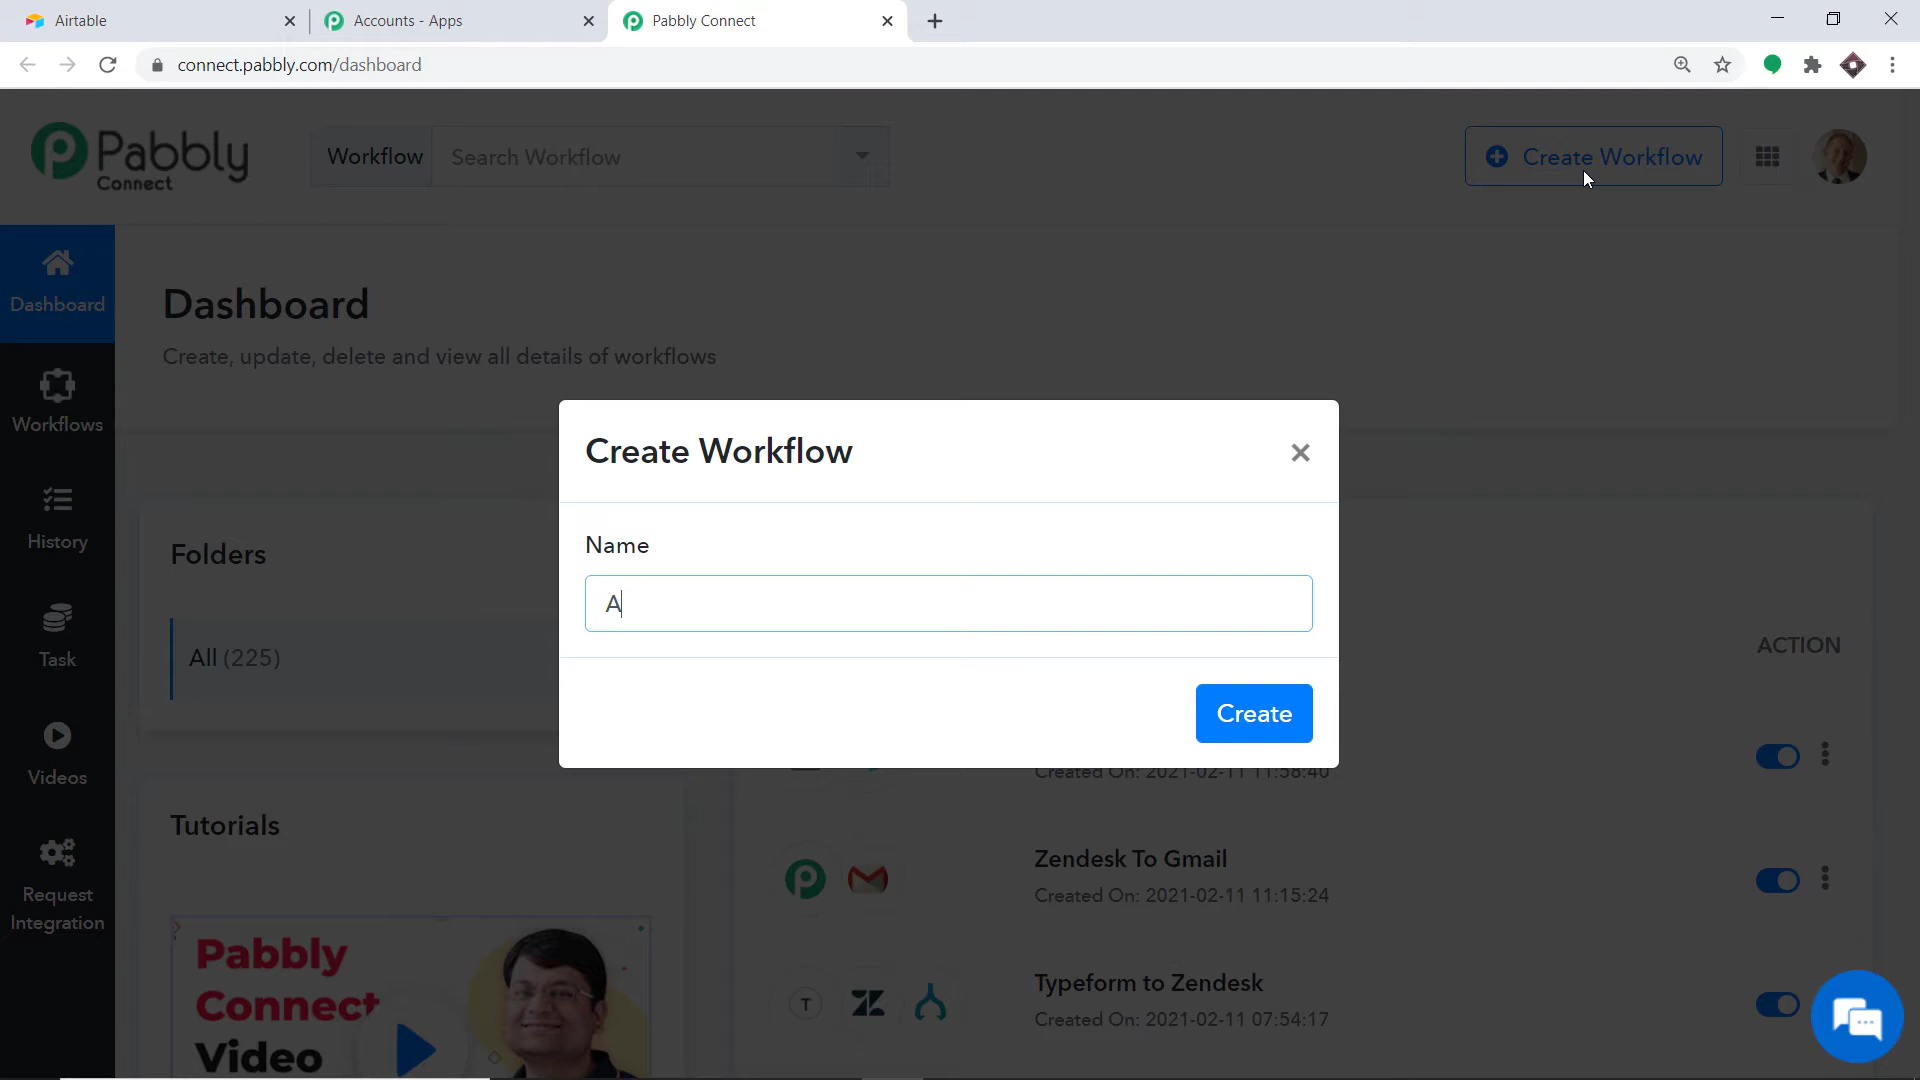 Airtable
Accounts - Apps
Pabbly Connect
connect.pabbly.com/dashboard
Pabbly
Connect
Workflow
Search Workflow
Create Workflow
Dashboard
Dashboard
Create, update, delete and view all details of workflows
Workflows
History
Task
Videos
Request
Integration
Folders
All (225)
Tutorials
Pabbly
Connect
Video
Create Workflow
Name
A
Create
ACTION
Created On: 2021-02-11 11:58:40
Zendesk To Gmail
Created On: 2021-02-11 11:15:24
T
Typeform to Zendesk
Created On: 2021-02-11 07:54:17